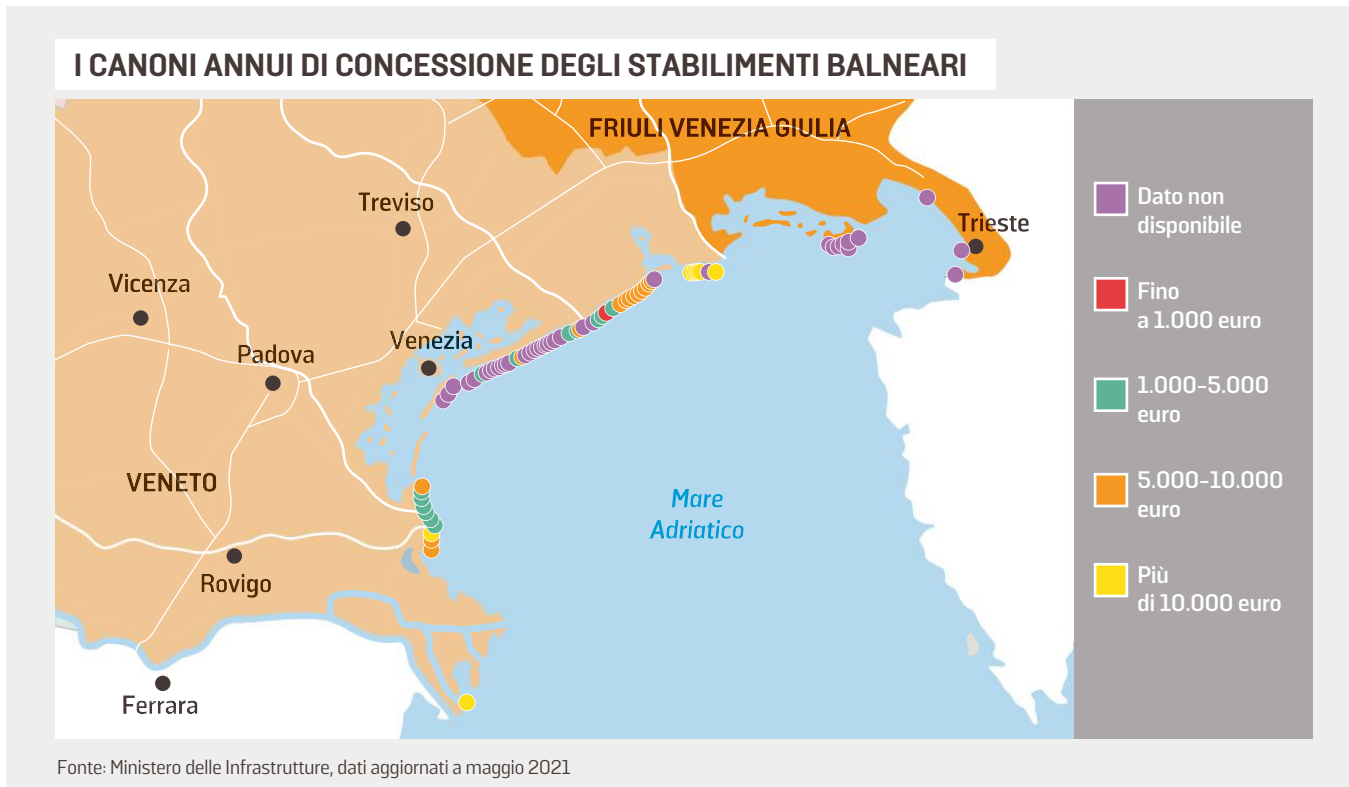 I CANONI ANNUI DI CONCESSIONE DEGLI STABILIMENTI BALNEARI
FRIULI VENEZIA GIULIA
Treviso
Trieste
Vicenza
Venezia
Padova
VENETO
Mare
Adriatico
Rovigo
Ferrara
Dato non
disponibile
Fino
a 1.000 euro
1.000-5.000
euro
5.000-10.000
euro
Più
di 10.000 euro
Fonte: Ministero delle Infrastrutture, dati aggiornati a maggio 2021